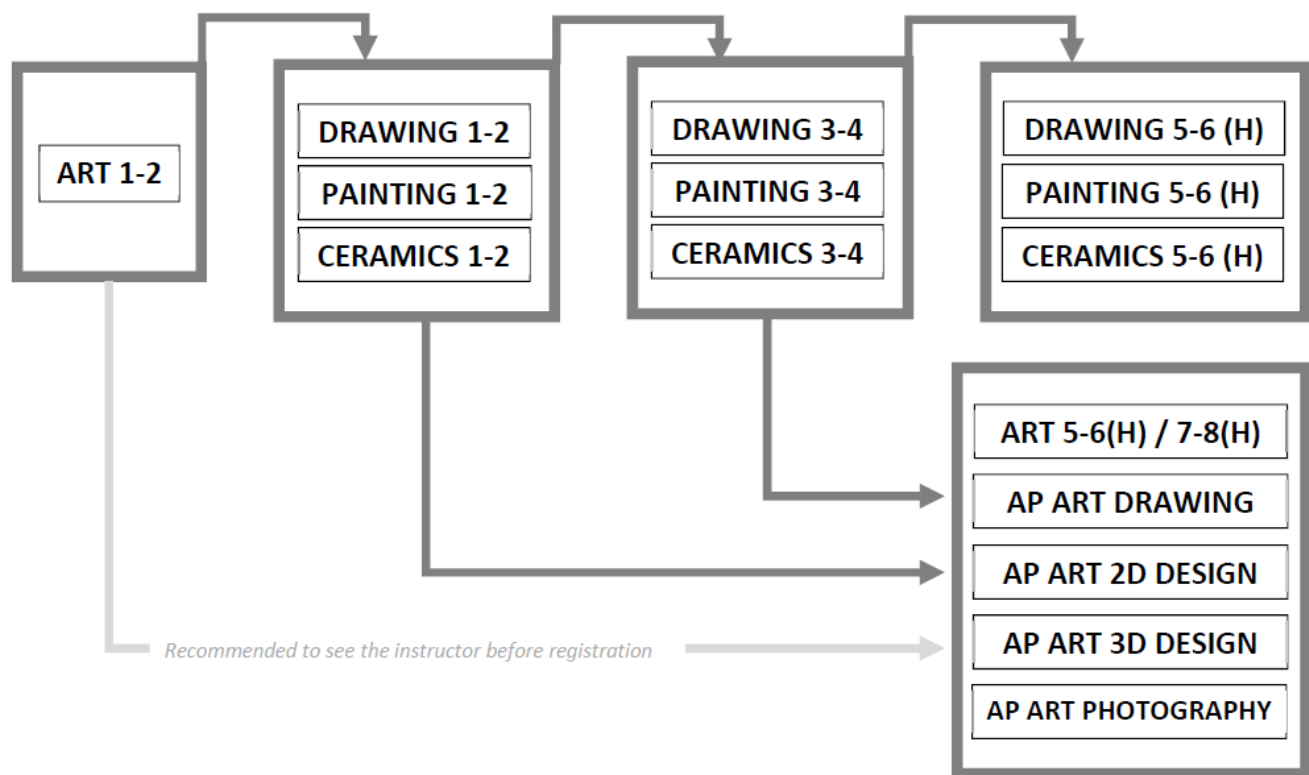 ART 1-2
DRAWING 1-2
PAINTING 1-2
CERAMICS 1-2
DRAWING 3-4
PAINTING 3-4
CERAMICS 3-4
DRAWING 5-6 (H)
PAINTING 5-6 (H)
CERAMICS 5-6 (H)
ART 5-6(H) / 7-8(H)
AP ART DRAWING
AP ART 2D DESIGN
AP ART 3D DESIGN
AP ART PHOTOGRAPHY
Recommended to see the instructor before registration